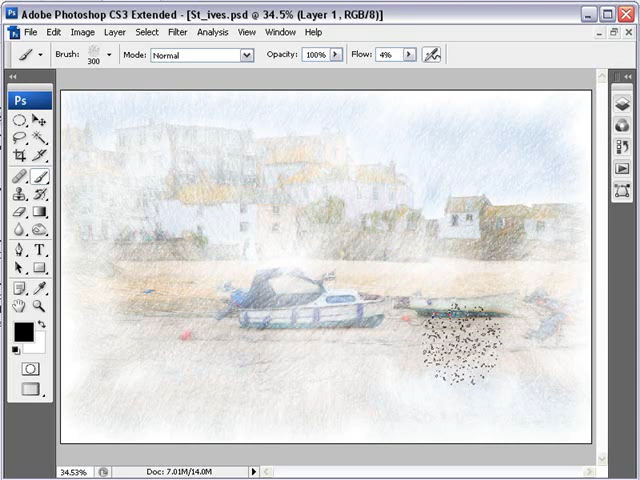 Ps Adobe Photoshop CS3 Extended - [St_ives.psd @ 34.5% (Layer 1, RGB/8)]
Ps File Edit Image Layer Select Filter Analysis View Window Help
Brush: 300 Mode: Normal Opacity: 100% Flow: 4%
Ps
T
34.53% Doc: 7.01M/14.0M